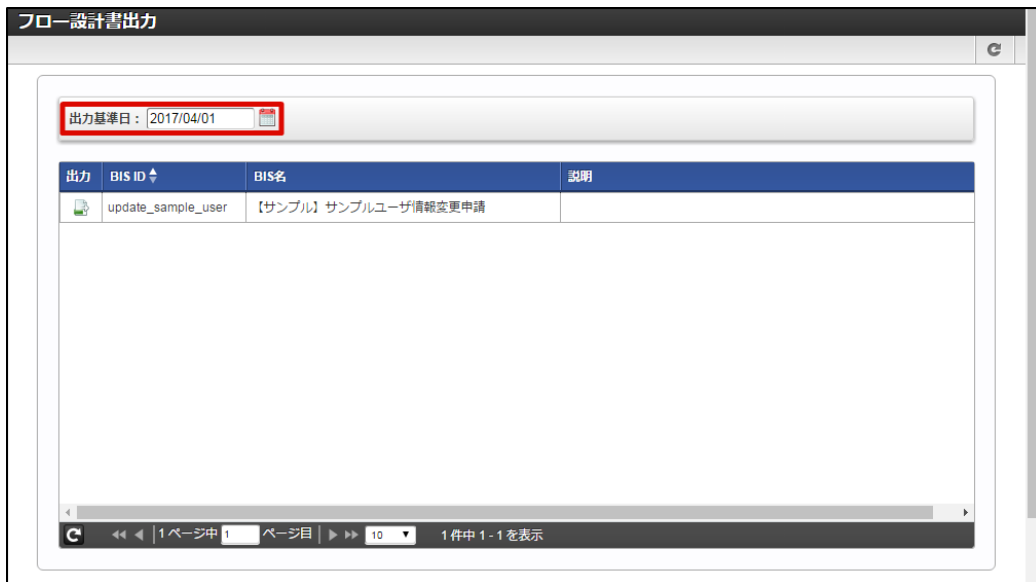 フロー設計書出力
出力基準日： 2017/04/01
出力 BIS ID BIS名 説明
update_sample_user 【サンプル】サンプルユーザ情報変更申請
1 ページ中 1 ページ目 10 1 件中 1 - 1 を表示